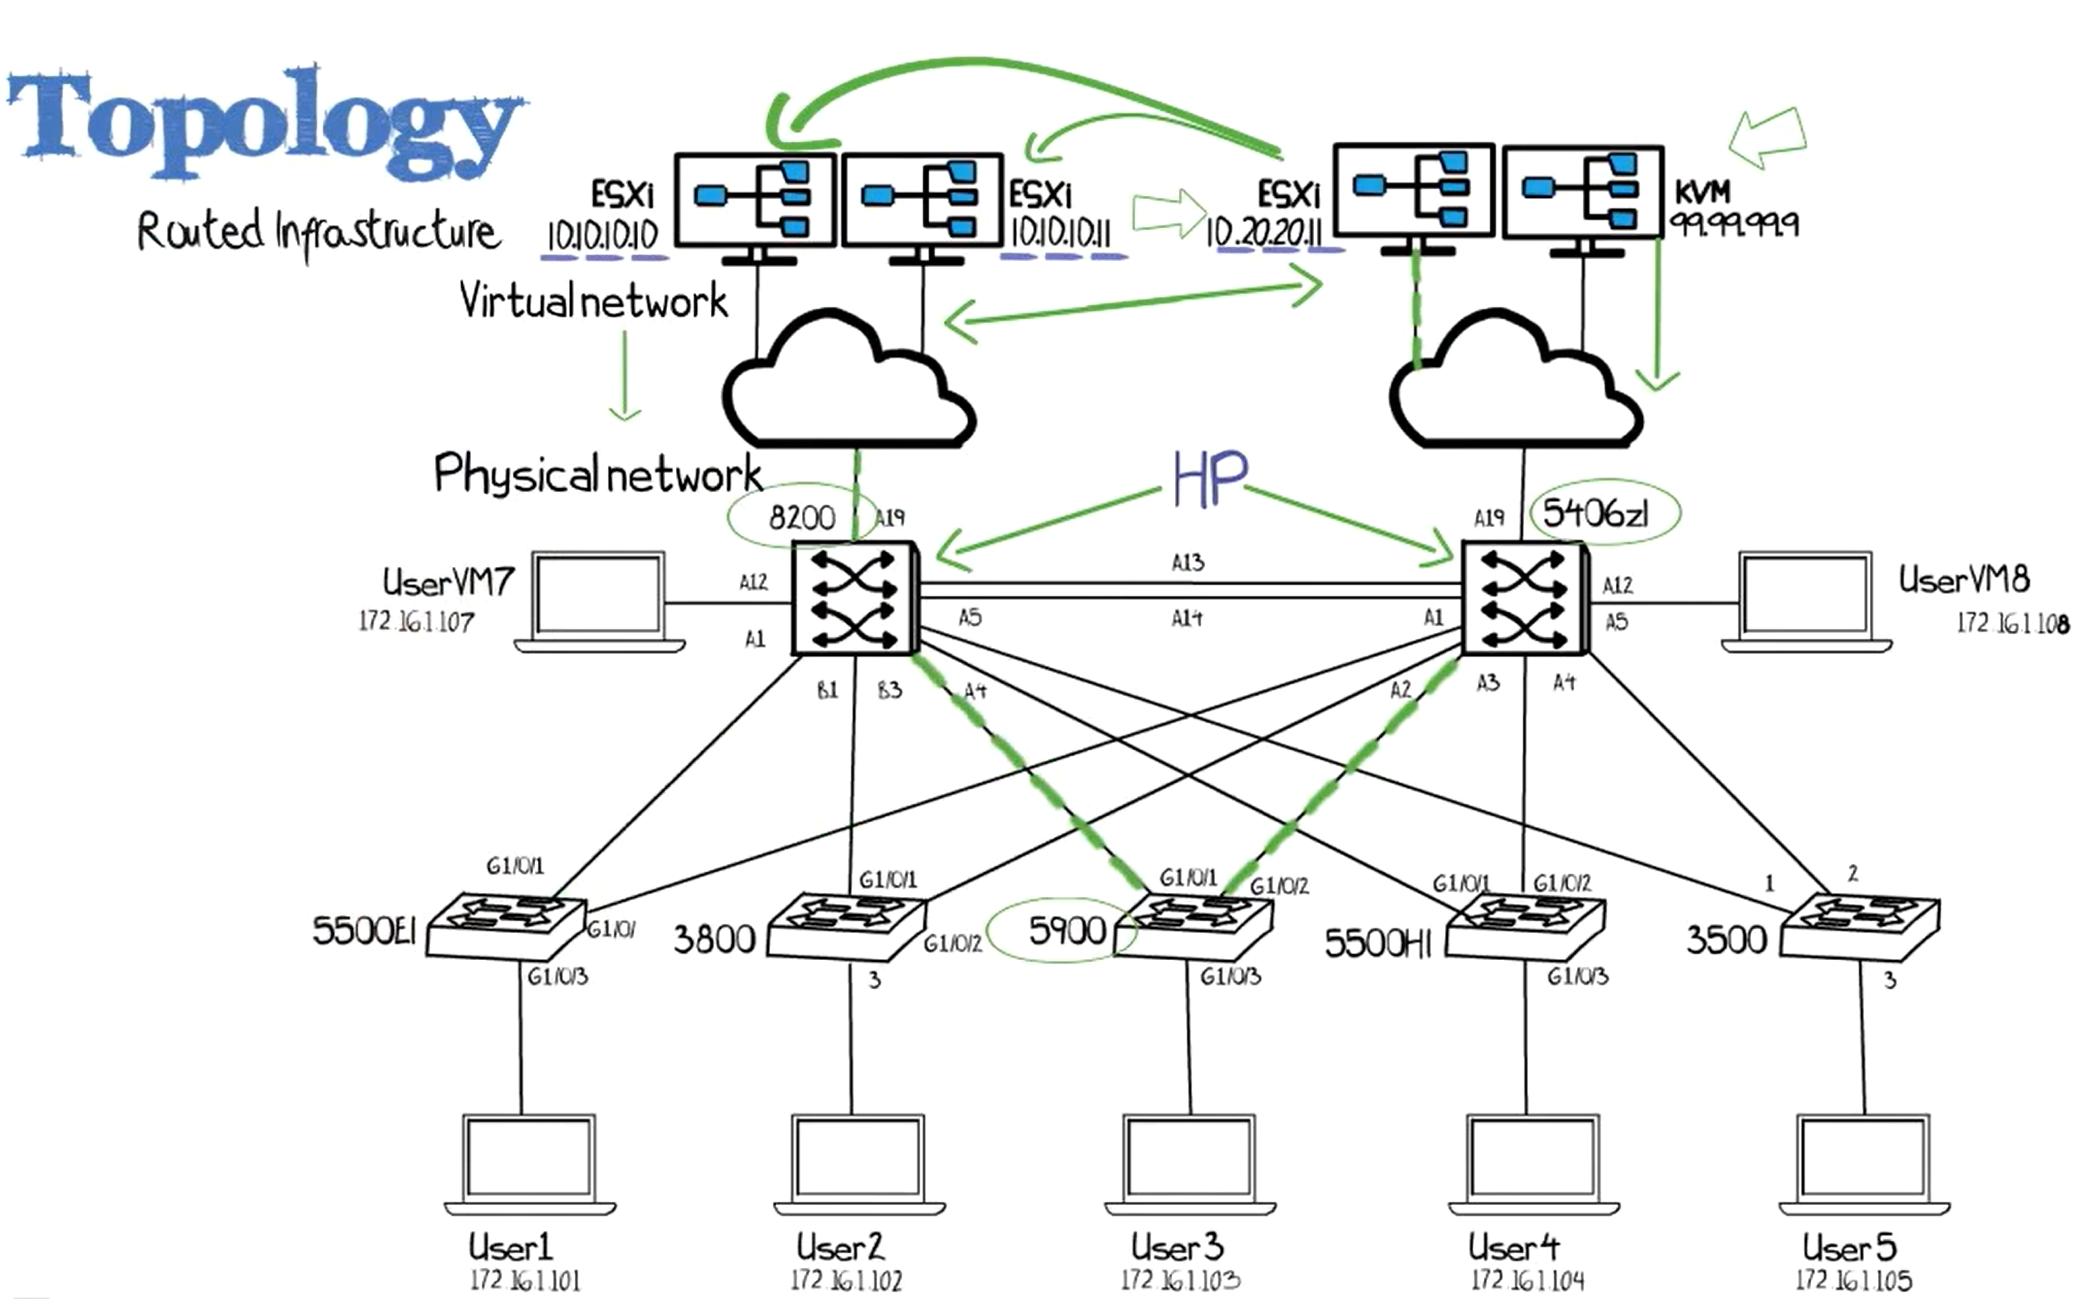 Topology
Routed Infrastructure
ESXi
10.10.10.10
ESXi
10.10.10.11
ESXi
10.20.20.11
KVM
99.99.99.9
Virtual network
Physical network
HP
8200
A19
A19
5406zl
UserVM7
172.16.1.107
A12
A1
A13
A5
A14
A1
A12
A5
UserVM8
172.16.1.108
B1
B3
A4
A2
A3
A4
G1/0/1
G1/0/1
G1/0/1
G1/0/2
G1/0/1
G1/0/2
1
2
5500EI
G1/0/
3800
G1/0/2
5900
5500HI
3500
G1/0/3
3
G1/0/3
G1/0/3
3
User1
172.16.1.101
User2
172.16.1.102
User3
172.16.1.103
User4
172.16.1.104
User5
172.16.1.105